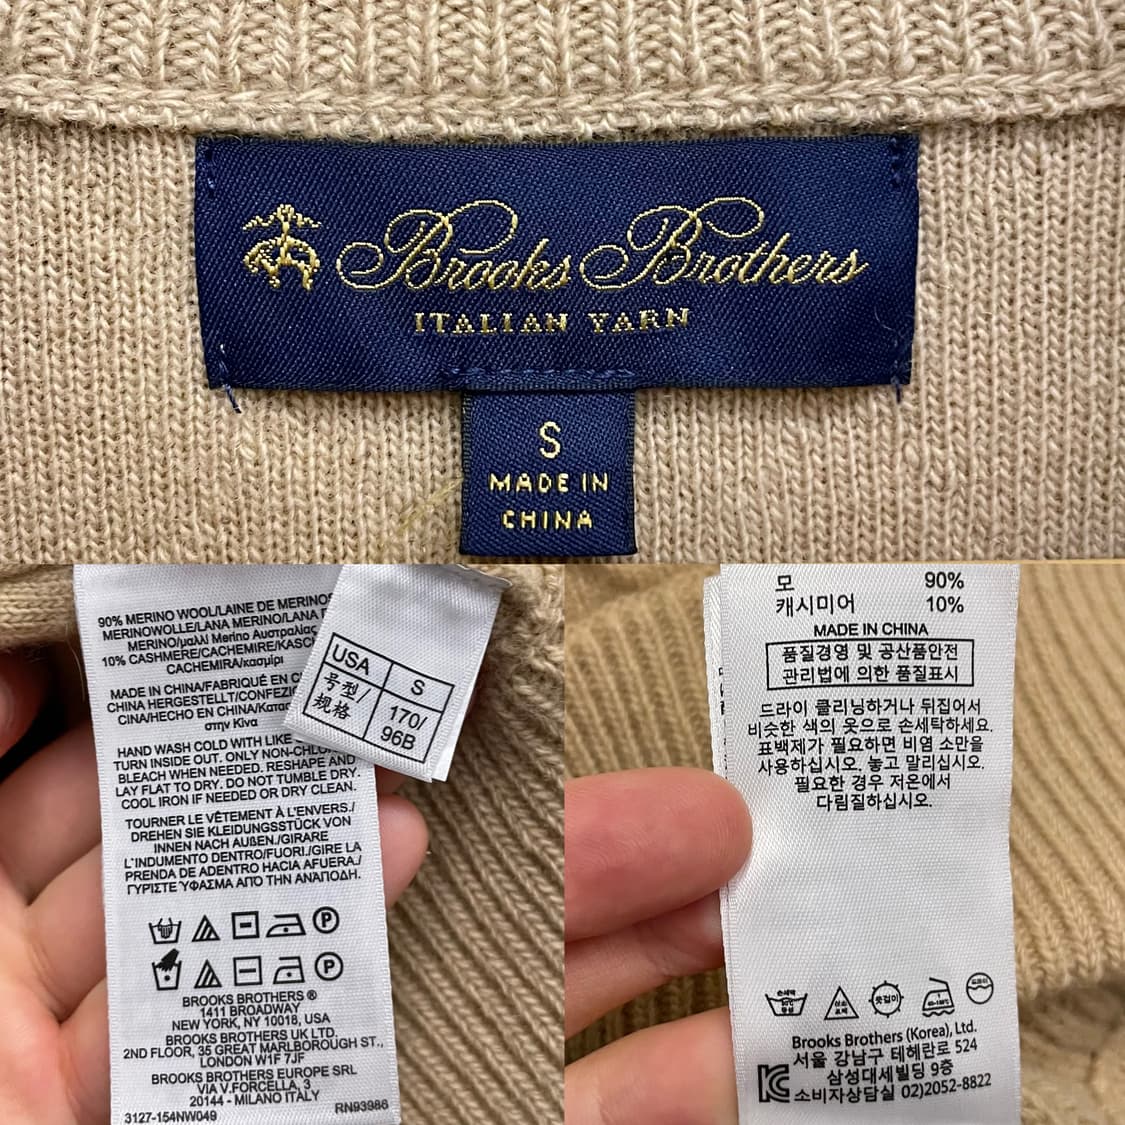 Brooks Brothers
ITALIAN YARN
S
MADE IN
CHINA
90% MERINO WOOL/LAINE DE MERINOS
MERINOWOLLE/LANA MERINO/LANA
MERINO/μαλλί Merino Αυστραλίας
10% CASHMERE/CACHEMIRE/KASCH
CACHEMIRA/κασμίρι
MADE IN CHINA/FABRIQUÉ EN
CHINA HERGESTELLT/CONFEZI
CINA/HECHO EN CHINA/Κατασ
στην Κίνα
HAND WASH COLD WITH LIKE
TURN INSIDE OUT. ONLY NON-CHLOR
BLEACH WHEN NEEDED. RESHAPE AND
LAY FLAT TO DRY. DO NOT TUMBLE DRY.
COOL IRON IF NEEDED OR DRY CLEAN.
TOURNER LE VÊTEMENT À L'ENVERS./
DREHEN SIE KLEIDUNGSSTÜCK VON
INNEN NACH AUßEN./GIRARE
L'INDUMENTO DENTRO/FUORI./GIRE LA
PRENDA DE ADENTRO HACIA AFUERA./
ΓΥΡΙΣΤΕ ΎΦΑΣΜΑ ΑΠΌ ΤΗΝ ΑΝΆΠΟΔΗ.
P
P
BROOKS BROTHERS ®
1411 BROADWAY
NEW YORK, NY 10018, USA
BROOKS BROTHERS UK LTD.
2ND FLOOR, 35 GREAT MARLBOROUGH ST.,
LONDON W1F 7JF
BROOKS BROTHERS EUROPE SRL
VIA V.FORCELLA, 3
20144 - MILANO ITALY
3127-154NW049 RN93986
USA S
号型/ 170/
规格 96B
모 90%
캐시미어 10%
MADE IN CHINA
품질경영 및 공산품안전
관리법에 의한 품질표시
드라이 클리닝하거나 뒤집어서
비슷한 색의 옷으로 손세탁하세요.
표백제가 필요하면 비염 소만을
사용하십시오. 놓고 말리십시오.
필요한 경우 저온에서
다림질하십시오.
Brooks Brothers (Korea), Ltd.
서울 강남구 테헤란로 524
삼성대세빌딩 9층
소비자상담실 02)2052-8822